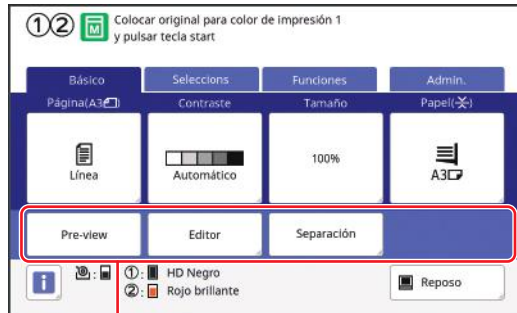 ①② M Colocar original para color de impresión 1
y pulsar tecla start
Básico Seleccions Funciones Admin.
Página(A3) Contraste Tamaño Papel()
Línea Automático 100% A3
Pre-view Editor Separación
i : ①: HD Negro
②: Rojo brillante
Reposo